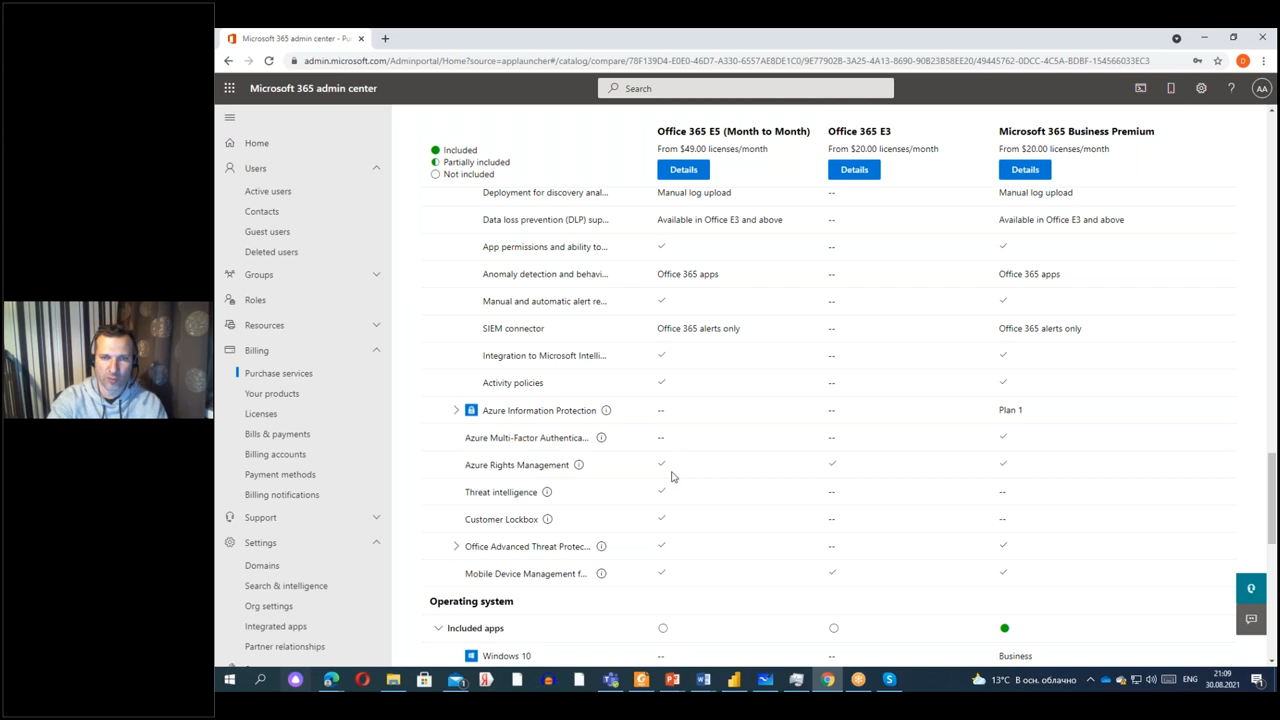 Microsoft 365 admin center - Pu
admin.microsoft.com/Adminportal/Home?source=applauncher#/catalog/compare/78F139D4-E0E0-46D7-A330-6557AE8DE1C0/9E77902B-3A25-4A13-8690-90B23B58EE20/49445762-0DCC-4C5A-BDBF-154566033EC3
D
Microsoft 365 admin center
Search
?
AA
Home
Users
Active users
Contacts
Guest users
Deleted users
Groups
Roles
Resources
Billing
Purchase services
Your products
Licenses
Bills & payments
Billing accounts
Payment methods
Billing notifications
Support
Settings
Domains
Search & intelligence
Org settings
Integrated apps
Partner relationships
Included
Partially included
Not included
Office 365 E5 (Month to Month) Office 365 E3 Microsoft 365 Business Premium
From $49.00 licenses/month From $20.00 licenses/month From $20.00 licenses/month
Details Details Details
Deployment for discovery anal... Manual log upload -- Manual log upload
Data loss prevention (DLP) sup... Available in Office E3 and above -- Available in Office E3 and above
App permissions and ability to... --
Anomaly detection and behavi... Office 365 apps -- Office 365 apps
Manual and automatic alert re... --
SIEM connector Office 365 alerts only -- Office 365 alerts only
Integration to Microsoft Intelli... --
Activity policies --
Azure Information Protection -- -- Plan 1
Azure Multi-Factor Authentica... -- --
Azure Rights Management
Threat intelligence -- --
Customer Lockbox -- --
Office Advanced Threat Protec... --
Mobile Device Management f...
Operating system
Included apps
Windows 10 -- -- Business
13°C В осн. облачно
ENG
21:09
30.08.2021